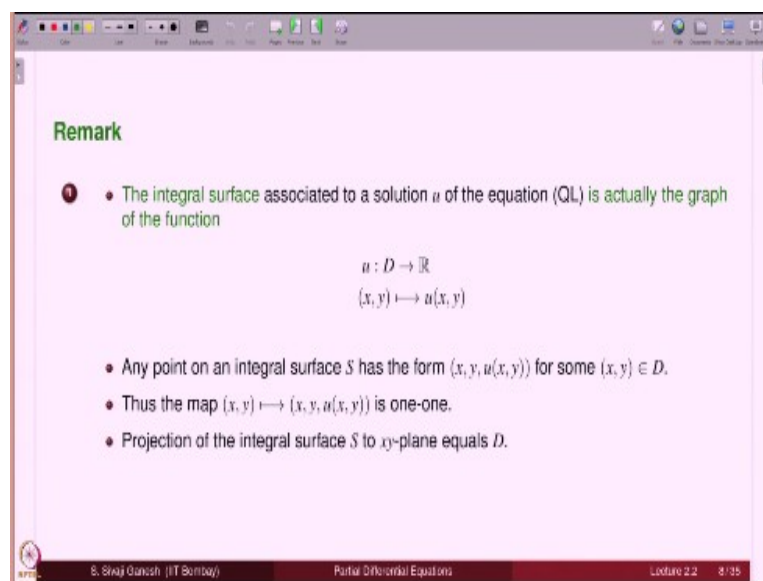 Remark
1
• The integral surface associated to a solution u of the equation (QL) is actually the graph
of the function
u : D → ℝ
(x, y) ⟼ u(x, y)
• Any point on an integral surface S has the form (x, y, u(x, y)) for some (x, y) ∈ D.
• Thus the map (x, y) ⟼ (x, y, u(x, y)) is one-one.
• Projection of the integral surface S to xy-plane equals D.
S. Sivaji Ganesh (IIT Bombay) Partial Differential Equations Lecture 2.2 8/35